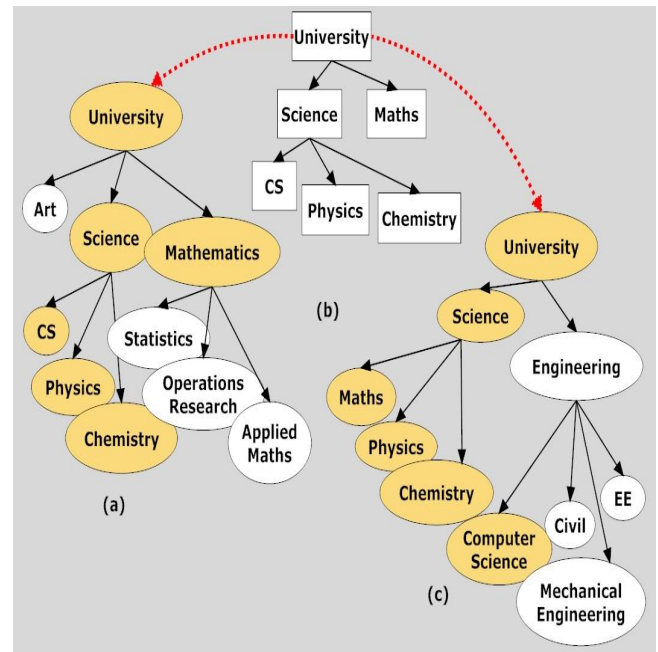 University
Science
Maths
CS
Physics
Chemistry
(b)
University
Art
Science
Mathematics
CS
Statistics
Physics
Operations
Research
Chemistry
Applied
Maths
(a)
University
Science
Engineering
Maths
Physics
Chemistry
EE
Civil
Computer
Science
Mechanical
Engineering
(c)